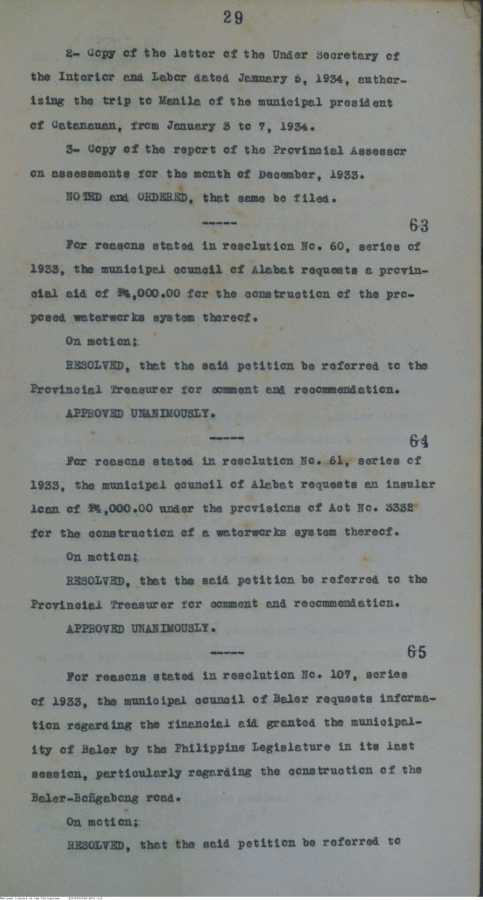 29
2- Copy of the letter of the Under Secretary of
the Interior and Labor dated January 5, 1934, author-
izing the trip to Manila of the municipal president
of Catanauan, from January 3 to 7, 1934.
3- Copy of the report of the Provincial Assessor
on assessments for the month of December, 1933.
NOTED and ORDERED, that same be filed.
-----
63
For reasons stated in resolution No. 60, series of
1933, the municipal council of Alabat requests a provin-
cial aid of ₱4,000.00 for the construction of the pro-
posed waterworks system thereof.
On motion;
RESOLVED, that the said petition be referred to the
Provincial Treasurer for comment and recommendation.
APPROVED UNANIMOUSLY.
-----
64
For reasons stated in resolution No. 61, series of
1933, the municipal council of Alabat requests an insular
loan of ₱4,000.00 under the provisions of Act No. 3332
for the construction of a waterworks system thereof.
On motion;
RESOLVED, that the said petition be referred to the
Provincial Treasurer for comment and recommendation.
APPROVED UNANIMOUSLY.
-----
65
For reasons stated in resolution No. 107, series
of 1933, the municipal council of Baler requests informa-
tion regarding the financial aid granted the municipal-
ity of Baler by the Philippine Legislature in its last
session, particularly regarding the construction of the
Baler-Boñgabong road.
On motion;
RESOLVED, that the said petition be referred to
National Library of the Philippines